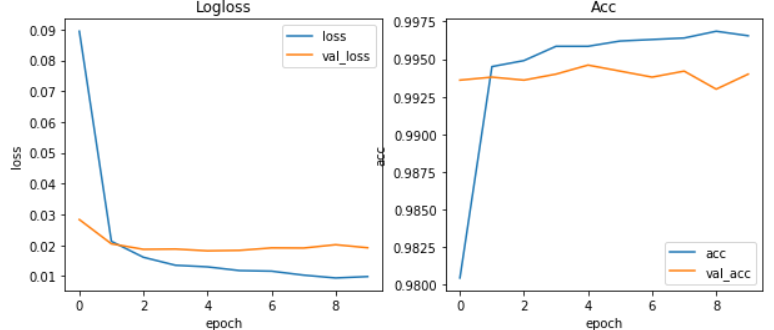 Logloss
loss
val_loss
0.09
0.08
0.07
0.06
0.05
0.04
0.03
0.02
0.01
loss
0
2
4
6
8
epoch
Acc
0.9975
0.9950
0.9925
0.9900
0.9875
0.9850
0.9825
0.9800
acc
acc
val_acc
0
2
4
6
8
epoch